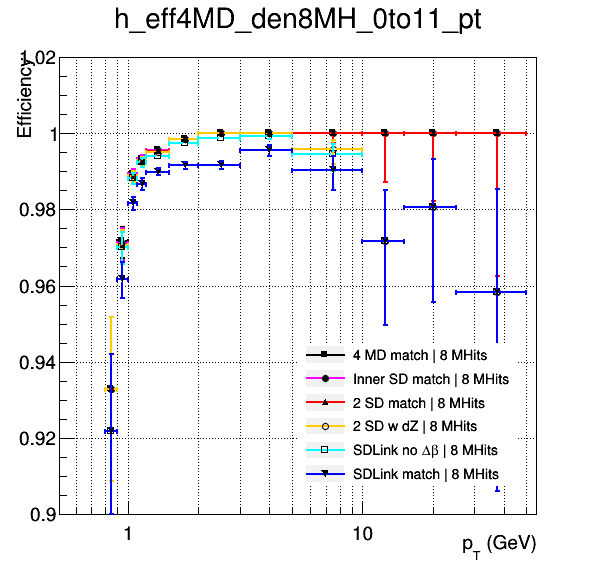 h_eff4MD_den8MH_0to11_pt
Efficiency
1.02
1
0.98
0.96
0.94
0.92
0.9
4 MD match | 8 MHits
Inner SD match | 8 MHits
2 SD match | 8 MHits
2 SD w dZ | 8 MHits
SDLink no Δβ | 8 MHits
SDLink match | 8 MHits
1
10
p_T (GeV)